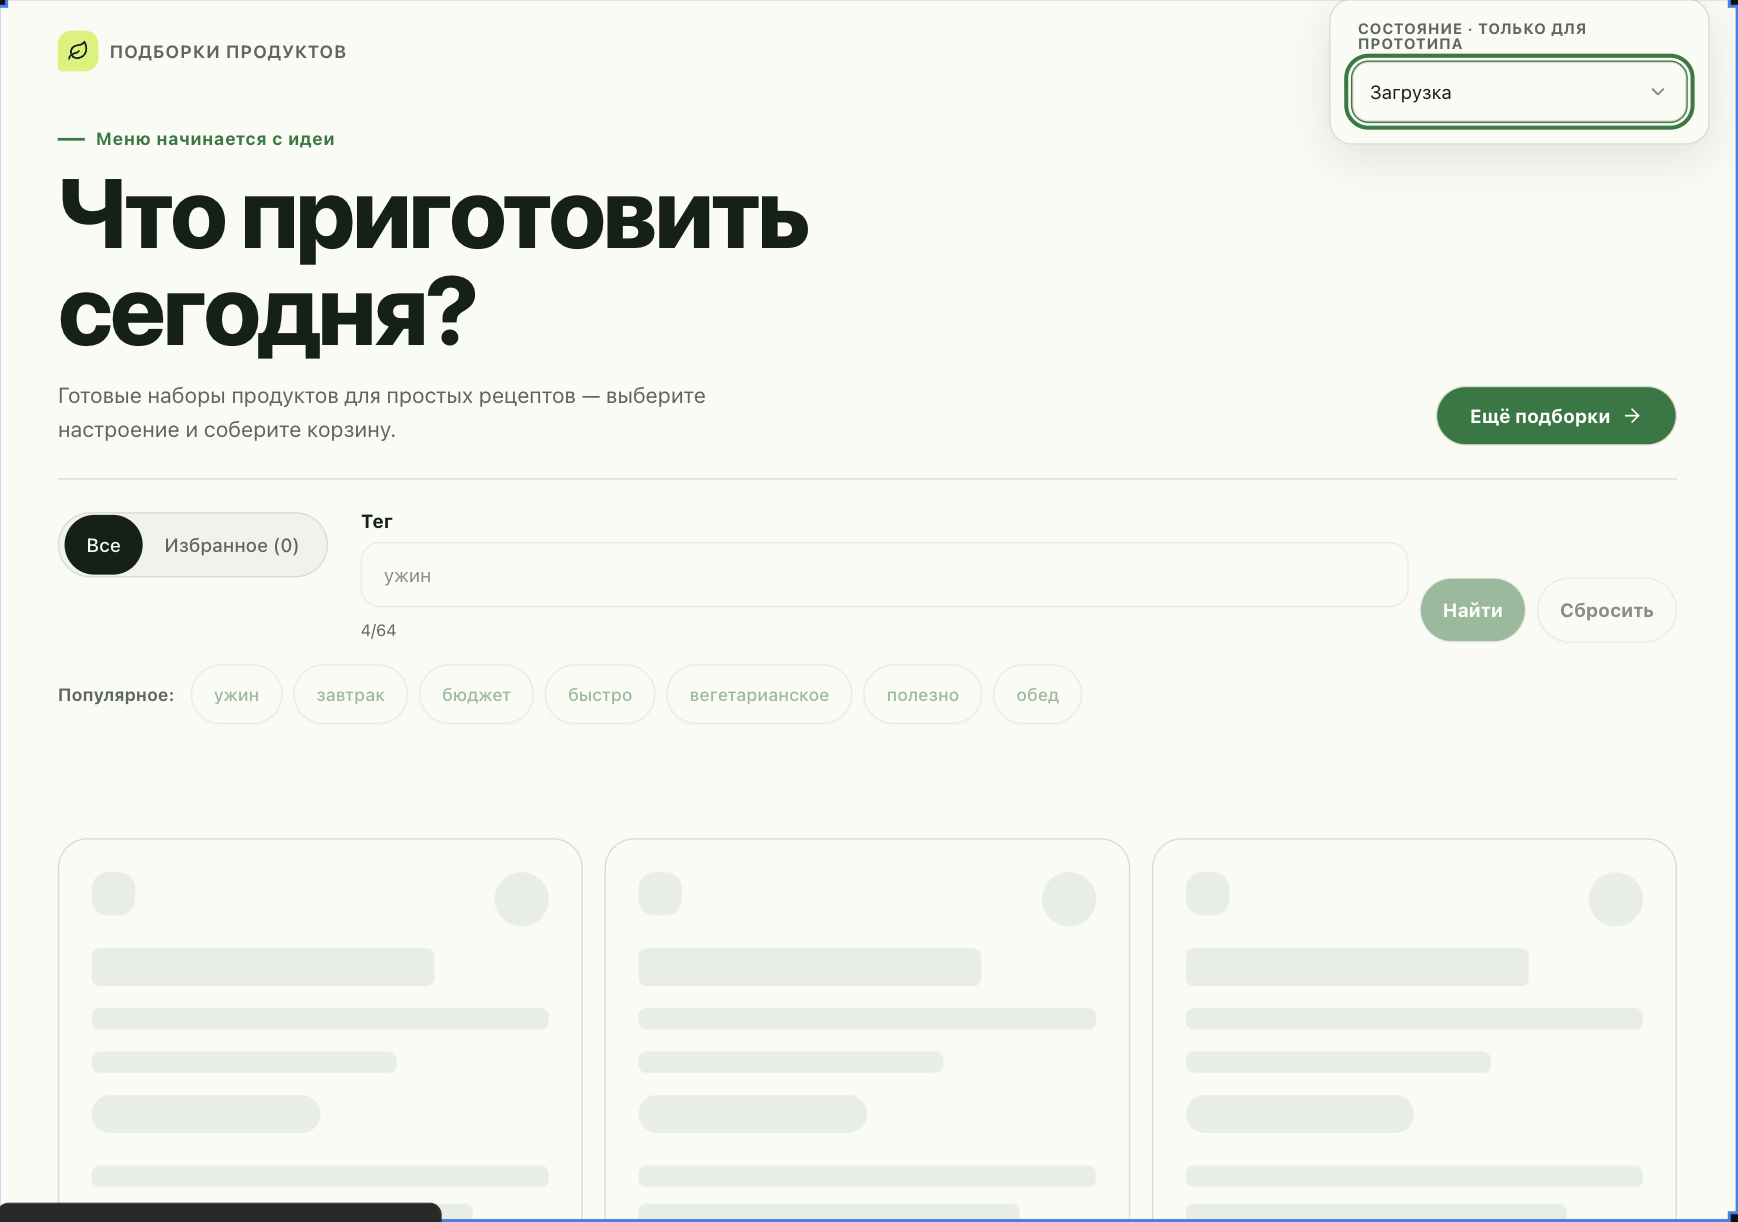 ПОДБОРКИ ПРОДУКТОВ
СОСТОЯНИЕ · ТОЛЬКО ДЛЯ
ПРОТОТИПА
Загрузка
Меню начинается с идеи
Что приготовить
сегодня?
Готовые наборы продуктов для простых рецептов — выберите
настроение и соберите корзину.
Ещё подборки
Все
Избранное (0)
Тег
ужин
4/64
Найти
Сбросить
Популярное:
ужин
завтрак
бюджет
быстро
вегетарианское
полезно
обед